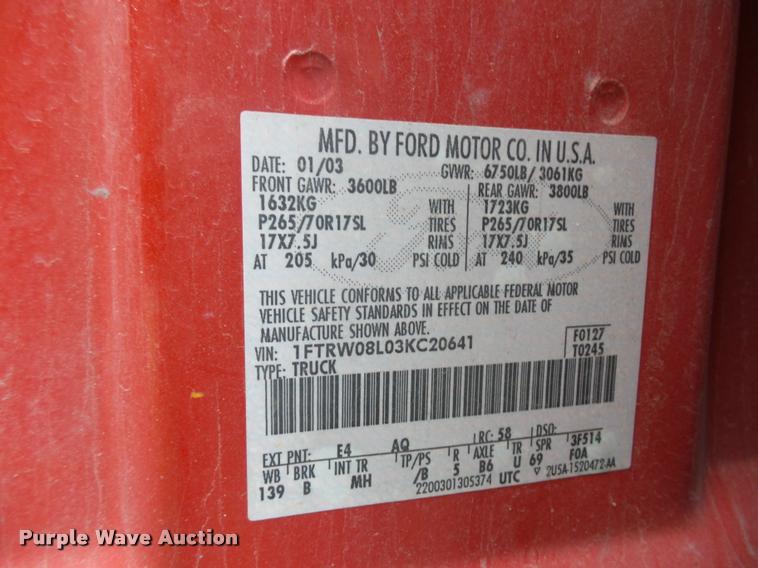 MFD. BY FORD MOTOR CO. IN U.S.A.
DATE: 01/03 GVWR: 6750LB/ 3061KG
FRONT GAWR: 3600LB REAR GAWR: 3800LB
1632KG WITH 1723KG WITH
P265/70R17SL TIRES P265/70R17SL TIRES
17X7.5J RIMS 17X7.5J RIMS
AT 205 kPa/30 PSI COLD AT 240 kPa/35 PSI COLD
THIS VEHICLE CONFORMS TO ALL APPLICABLE FEDERAL MOTOR
VEHICLE SAFETY STANDARDS IN EFFECT ON THE DATE OF
MANUFACTURE SHOWN ABOVE.
VIN: 1FTRW08L03KC20641 F0127
TYPE: TRUCK T0245
EXT PNT: E4 AQ RC: 58 DSO: 3F514
WB BRK INT TR TP/PS R AXLE TR SPR F0A
139 B MH /B 5 B6 U 69
2200301305374 UTC ▽ 2USA-1520472-AA
Purple Wave Auction
Purple Wave Auction